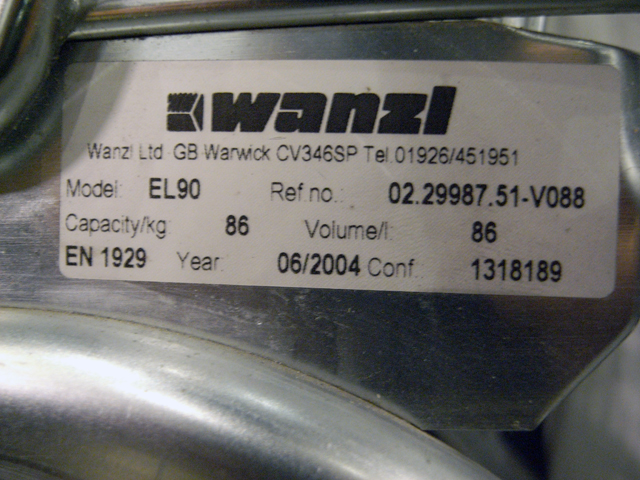 wanzl
Wanzl Ltd GB Warwick CV346SP Tel.01926/451951
Model: EL90 Ref.no.: 02.29987.51-V088
Capacity/kg: 86 Volume/l: 86
EN 1929 Year: 06/2004 Conf.: 1318189